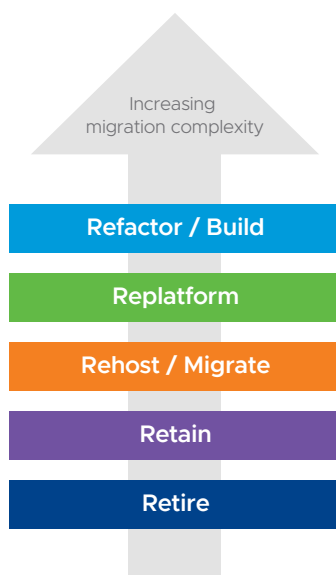 Increasing
migration complexity
Refactor / Build
Replatform
Rehost / Migrate
Retain
Retire